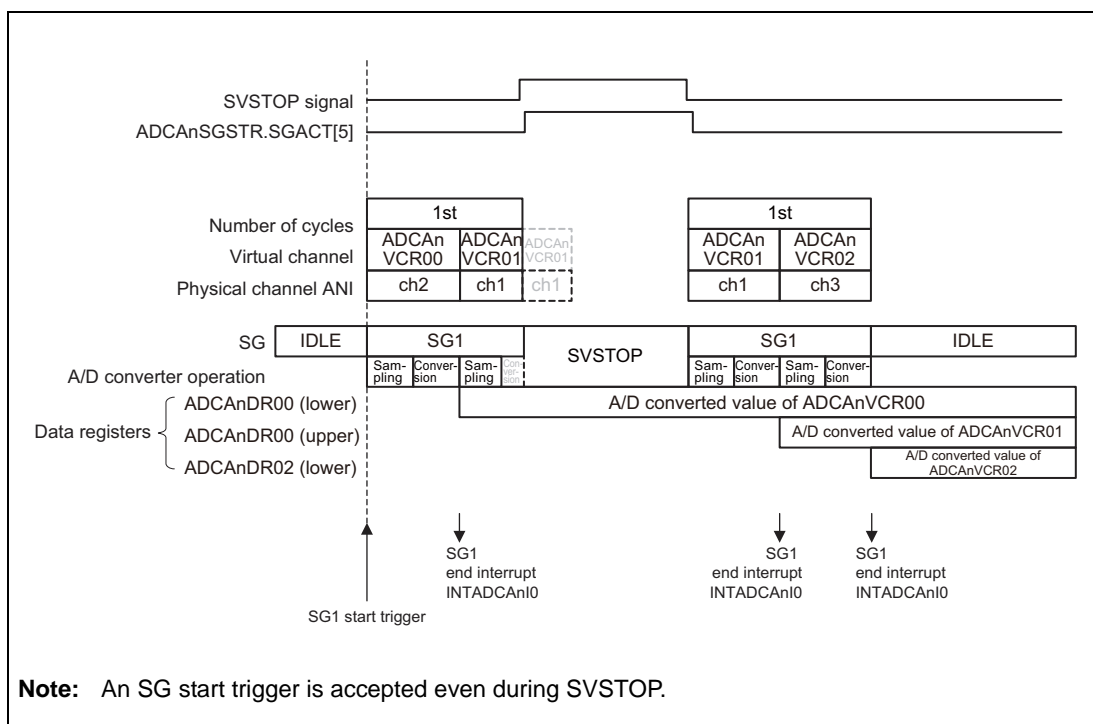 SVSTOP signal
ADCAnSGSTR.SGACT[5]
Number of cycles
1st
1st
Virtual channel
ADCAn
VCR00
ADCAn
VCR01
ADCAn
VCR01
ADCAn
VCR01
ADCAn
VCR02
Physical channel ANI
ch2
ch1
ch1
ch1
ch3
SG
IDLE
SG1
SVSTOP
SG1
IDLE
A/D converter operation
Sam-
pling
Conver-
sion
Sam-
pling
Con-
ver-
sion
Sam-
pling
Conver-
sion
Sam-
pling
Conver-
sion
Data registers
ADCAnDR00 (lower)
A/D converted value of ADCAnVCR00
ADCAnDR00 (upper)
A/D converted value of ADCAnVCR01
ADCAnDR02 (lower)
A/D converted value of
ADCAnVCR02
SG1
end interrupt
INTADCAnI0
SG1
end interrupt
INTADCAnI0
SG1
end interrupt
INTADCAnI0
SG1 start trigger
Note: An SG start trigger is accepted even during SVSTOP.